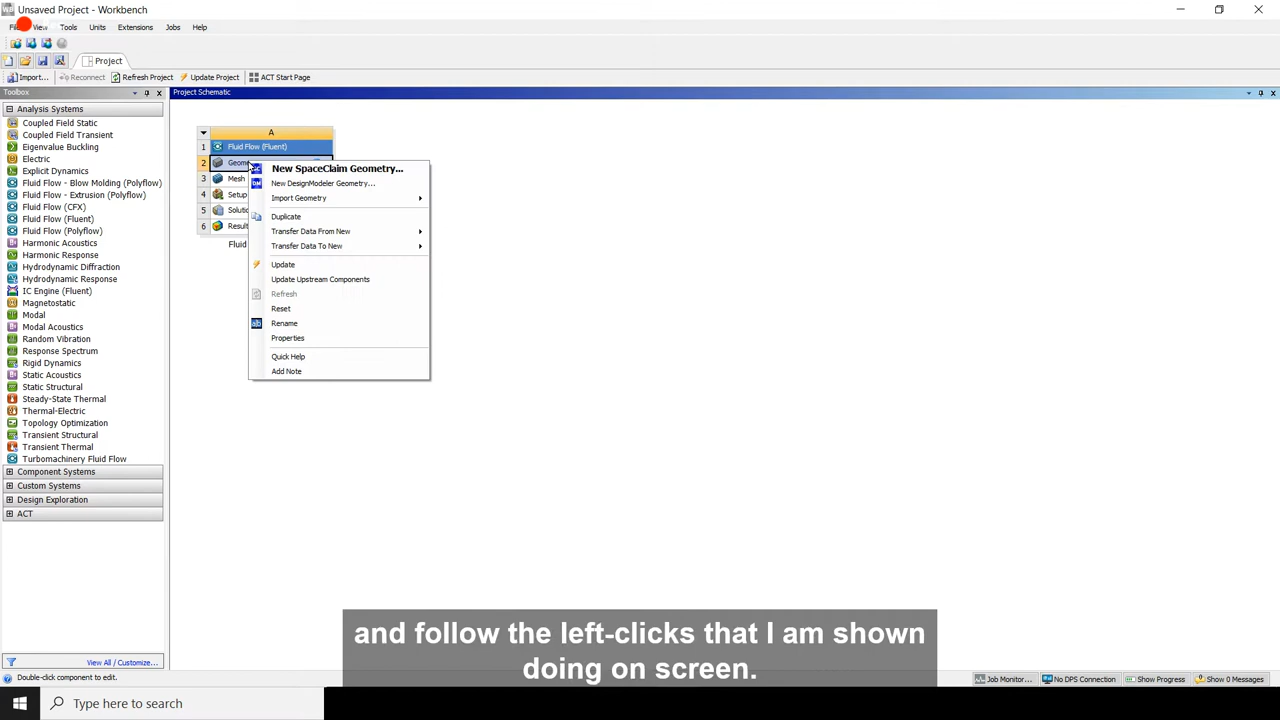 Unsaved Project - Workbench
View Tools Units Extensions Jobs Help
Project
Import... Reconnect Refresh Project Update Project ACT Start Page
Toolbox
Project Schematic
Analysis Systems
Coupled Field Static
Coupled Field Transient
Eigenvalue Buckling
Electric
Explicit Dynamics
Fluid Flow - Blow Molding (Polyflow)
Fluid Flow - Extrusion (Polyflow)
Fluid Flow (CFX)
Fluid Flow (Fluent)
Fluid Flow (Polyflow)
Harmonic Acoustics
Harmonic Response
Hydrodynamic Diffraction
Hydrodynamic Response
IC Engine (Fluent)
Magnetostatic
Modal
Modal Acoustics
Random Vibration
Response Spectrum
Rigid Dynamics
Static Acoustics
Static Structural
Steady-State Thermal
Thermal-Electric
Topology Optimization
Transient Structural
Transient Thermal
Turbomachinery Fluid Flow
Component Systems
Custom Systems
Design Exploration
ACT
View All / Customize...
A
1 Fluid Flow (Fluent)
2 Geome
3 Mesh
4 Setup
5 Solutio
6 Result
Fluid
New SpaceClaim Geometry...
DM New DesignModeler Geometry...
Import Geometry
Duplicate
Transfer Data From New
Transfer Data To New
Update
Update Upstream Components
Refresh
Reset
Rename
Properties
Quick Help
Add Note
and follow the left-clicks that I am shown
doing on screen.
Double-click component to edit.
Job Monitor... No DPS Connection Show Progress Show 0 Messages
Type here to search